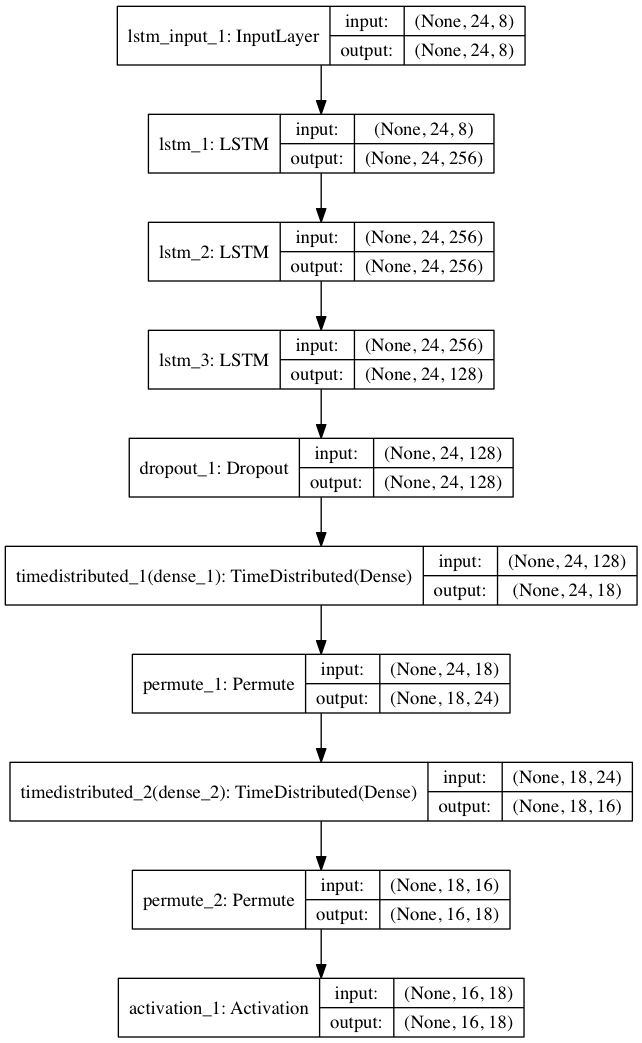 lstm_input_1: InputLayer
input: (None, 24, 8)
output: (None, 24, 8)
lstm_1: LSTM
input: (None, 24, 8)
output: (None, 24, 256)
lstm_2: LSTM
input: (None, 24, 256)
output: (None, 24, 256)
lstm_3: LSTM
input: (None, 24, 256)
output: (None, 24, 128)
dropout_1: Dropout
input: (None, 24, 128)
output: (None, 24, 128)
timedistributed_1(dense_1): TimeDistributed(Dense)
input: (None, 24, 128)
output: (None, 24, 18)
permute_1: Permute
input: (None, 24, 18)
output: (None, 18, 24)
timedistributed_2(dense_2): TimeDistributed(Dense)
input: (None, 18, 24)
output: (None, 18, 16)
permute_2: Permute
input: (None, 18, 16)
output: (None, 16, 18)
activation_1: Activation
input: (None, 16, 18)
output: (None, 16, 18)